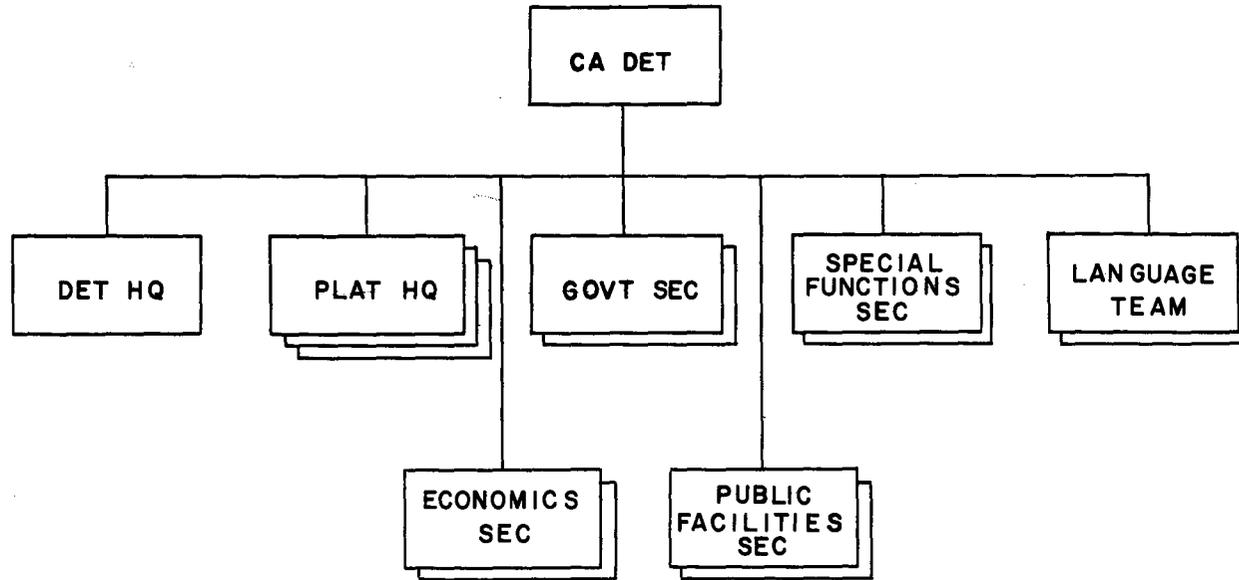 CA DET
DET HQ
PLAT HQ
GOVT SEC
SPECIAL
FUNCTIONS
SEC
LANGUAGE
TEAM
ECONOMICS
SEC
PUBLIC
FACILITIES
SEC